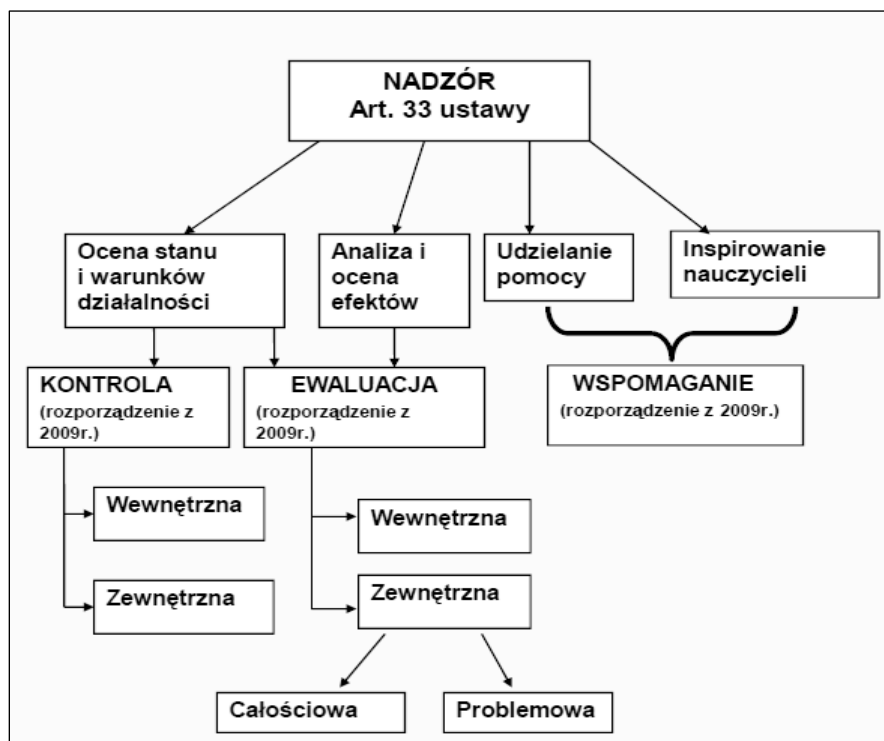 NADZÓR
Art. 33 ustawy
Ocena stanu
i warunków
działalności
Analiza i
ocena
efektów
Udzielanie
pomocy
Inspirowanie
nauczycieli
KONTROLA
(rozporządzenie z
2009r.)
EWALUACJA
(rozporządzenie z
2009r.)
WSPOMAGANIE
(rozporządzenie z 2009r.)
Wewnętrzna
Zewnętrzna
Wewnętrzna
Zewnętrzna
Całościowa
Problemowa